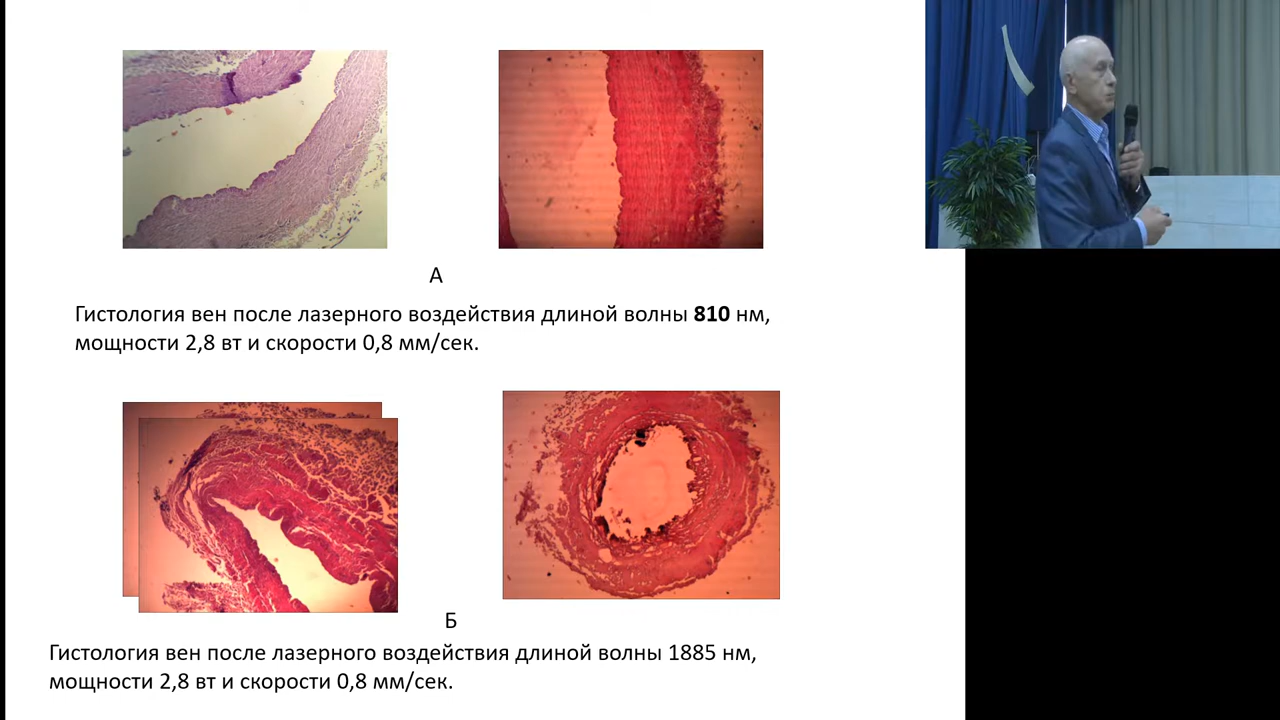 А
Гистология вен после лазерного воздействия длиной волны 810 нм,
мощности 2,8 вт и скорости 0,8 мм/сек.
Б
Гистология вен после лазерного воздействия длиной волны 1885 нм,
мощности 2,8 вт и скорости 0,8 мм/сек.